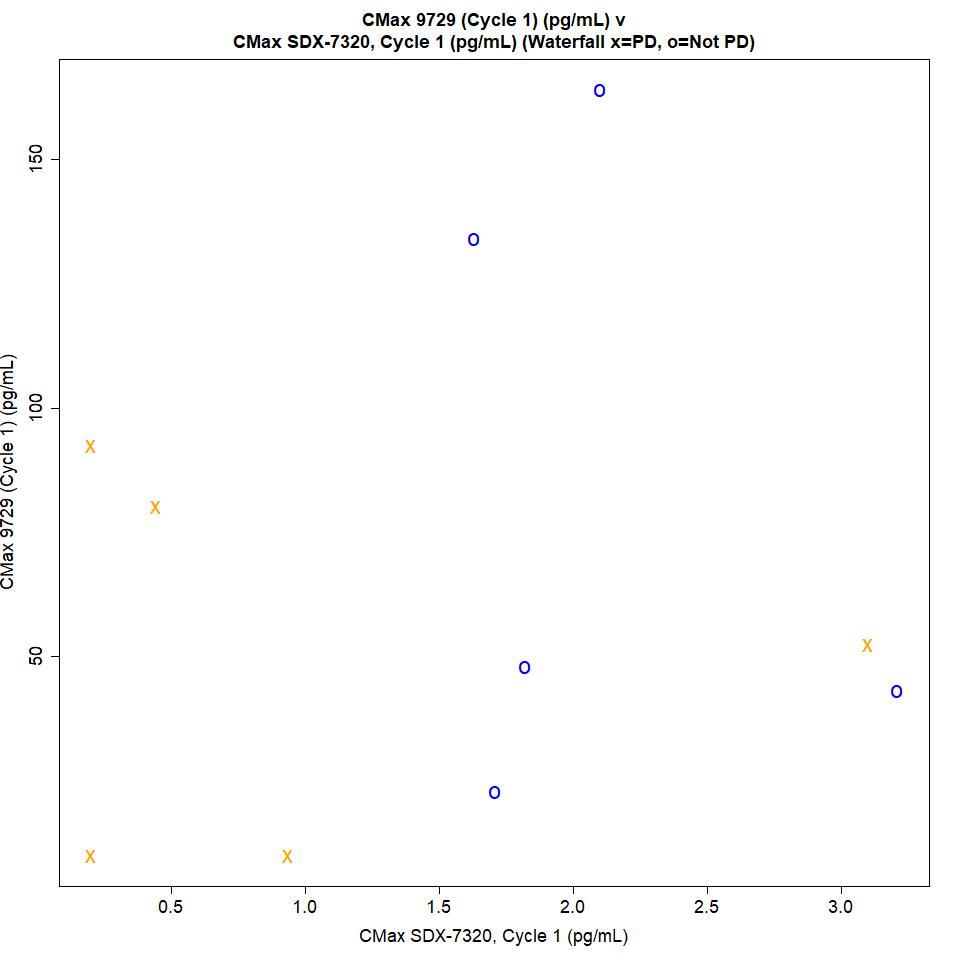 CMax 9729 (Cycle 1) (pg/mL) v
CMax SDX-7320, Cycle 1 (pg/mL) (Waterfall x=PD, o=Not PD)
150
100
50
CMax 9729 (Cycle 1) (pg/mL)
O
O
X
X
X
O
O
O
X
X
0.5 1.0 1.5 2.0 2.5 3.0
CMax SDX-7320, Cycle 1 (pg/mL)